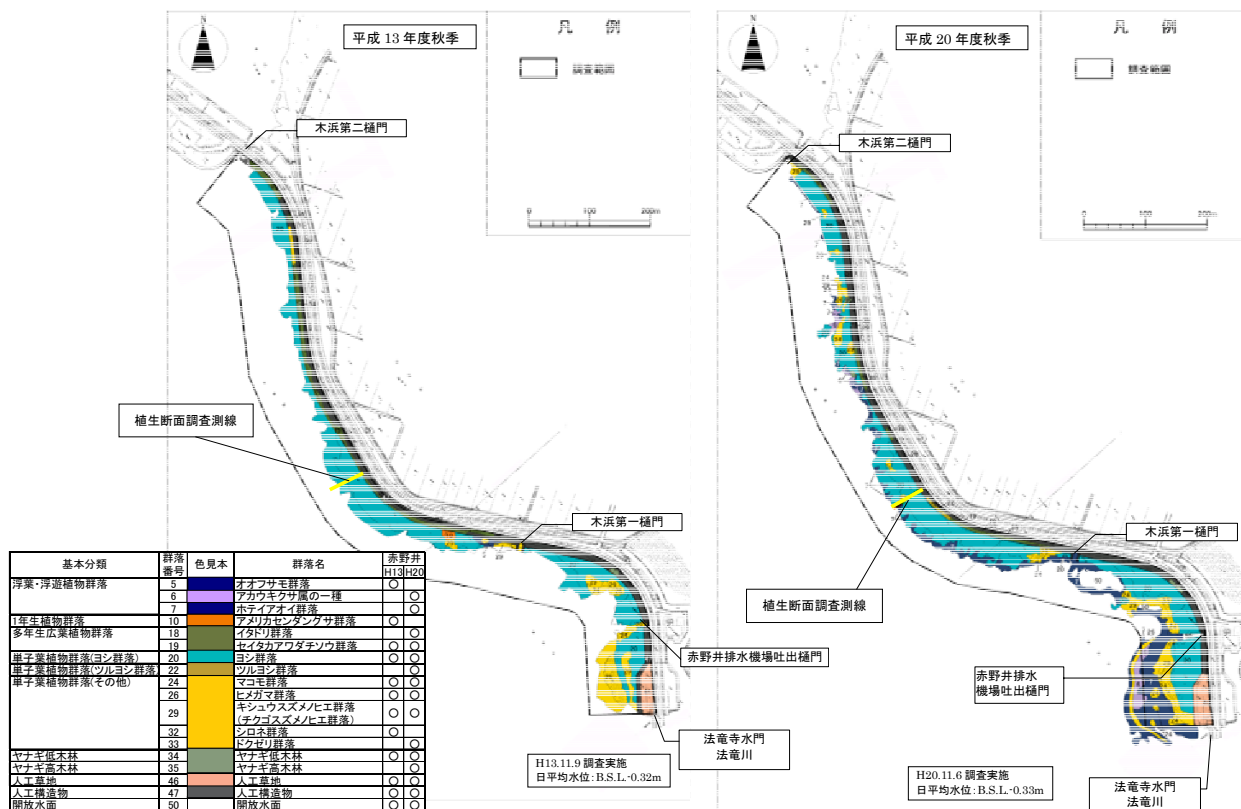 N
平成 13 年度秋季
凡 例
調査範囲
木浜第二樋門
0 100 200m
植生断面調査測線
木浜第一樋門
赤野井排水機場吐出樋門
法竜寺水門
法竜川
H13.11.9 調査実施
日平均水位: B.S.L.-0.32m
N
平成 20 年度秋季
凡 例
調査範囲
木浜第二樋門
0 100 200m
植生断面調査測線
木浜第一樋門
赤野井排水
機場吐出樋門
法竜寺水門
法竜川
H20.11.6 調査実施
日平均水位: B.S.L.-0.33m
基本分類 群落番号 色見本 群落名 赤野井 H13 H20
浮葉・浮遊植物群落 5 オオフサモ群落 ○
6 アカウキクサ属の一種 ○
7 ホテイアオイ群落 ○
1年生植物群落 10 アメリカセンダングサ群落 ○
多年生広葉植物群落 18 イタドリ群落 ○
19 セイタカアワダチソウ群落 ○ ○
単子葉植物群落(ヨシ群落) 20 ヨシ群落 ○ ○
単子葉植物群落(ツルヨシ群落) 22 ツルヨシ群落 ○ ○
単子葉植物群落(その他) 24 マコモ群落 ○ ○
26 ヒメガマ群落 ○ ○
29 キシュウスズメノヒエ群落 ○ ○
(チクゴスズメノヒエ群落)
32 シロネ群落 ○
33 ドクゼリ群落 ○
ヤナギ低木林 34 ヤナギ低木林 ○ ○
ヤナギ高木林 35 ヤナギ高木林 ○
人工草地 46 人工草地 ○ ○
人工構造物 47 人工構造物 ○ ○
開放水面 50 開放水面 ○ ○